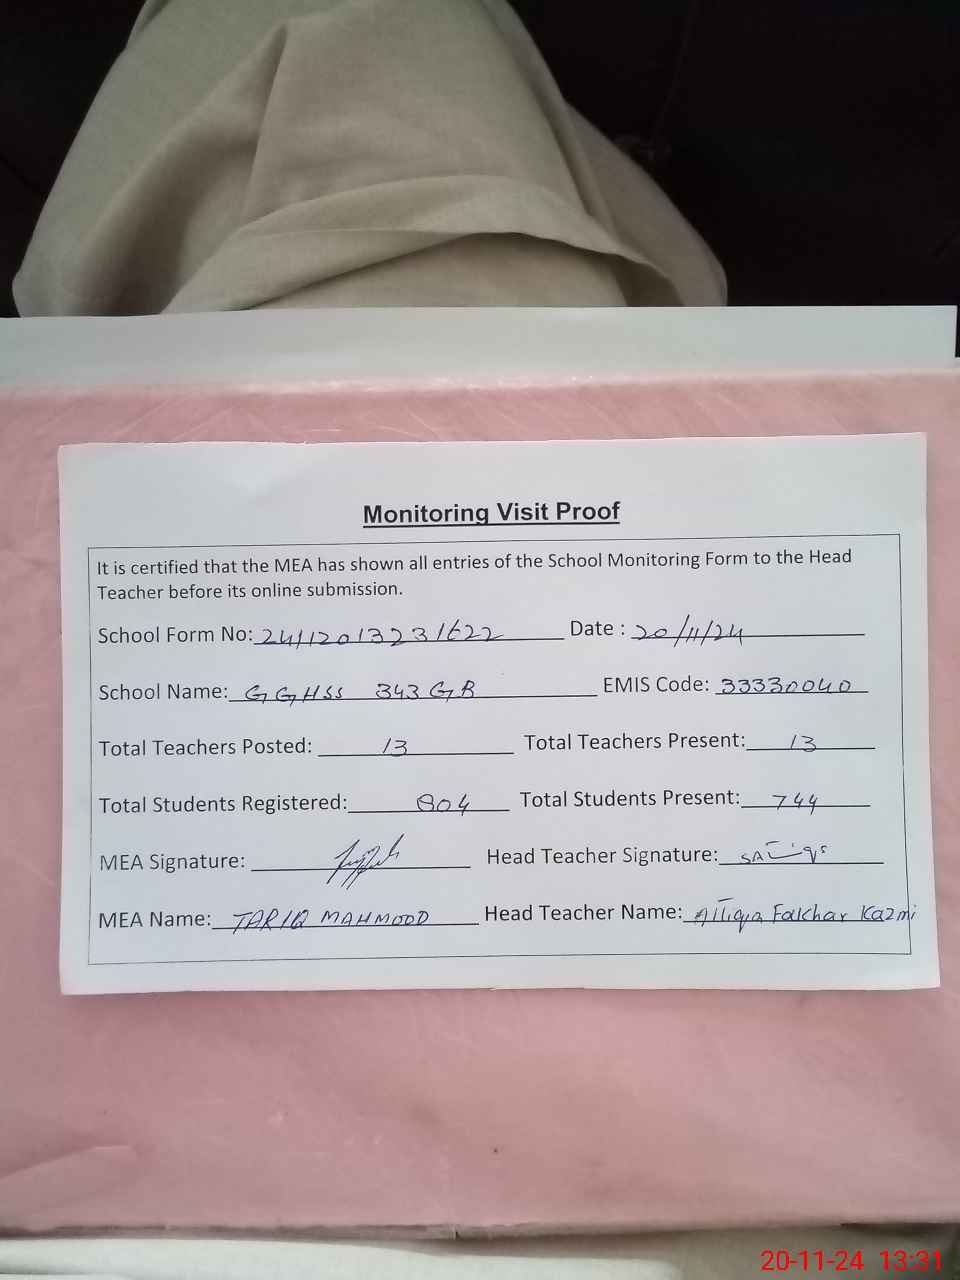 Monitoring Visit Proof
It is certified that the MEA has shown all entries of the School Monitoring Form to the Head
Teacher before its online submission.
School Form No: 24112013231622 Date : 20/11/24
School Name: GGHSS 343 GB EMIS Code: 33330040
Total Teachers Posted: 13 Total Teachers Present: 13
Total Students Registered: 804 Total Students Present: 744
MEA Signature: Head Teacher Signature:
MEA Name: TARIQ MAHMOOD Head Teacher Name: Kazmi
20-11-24 13:31